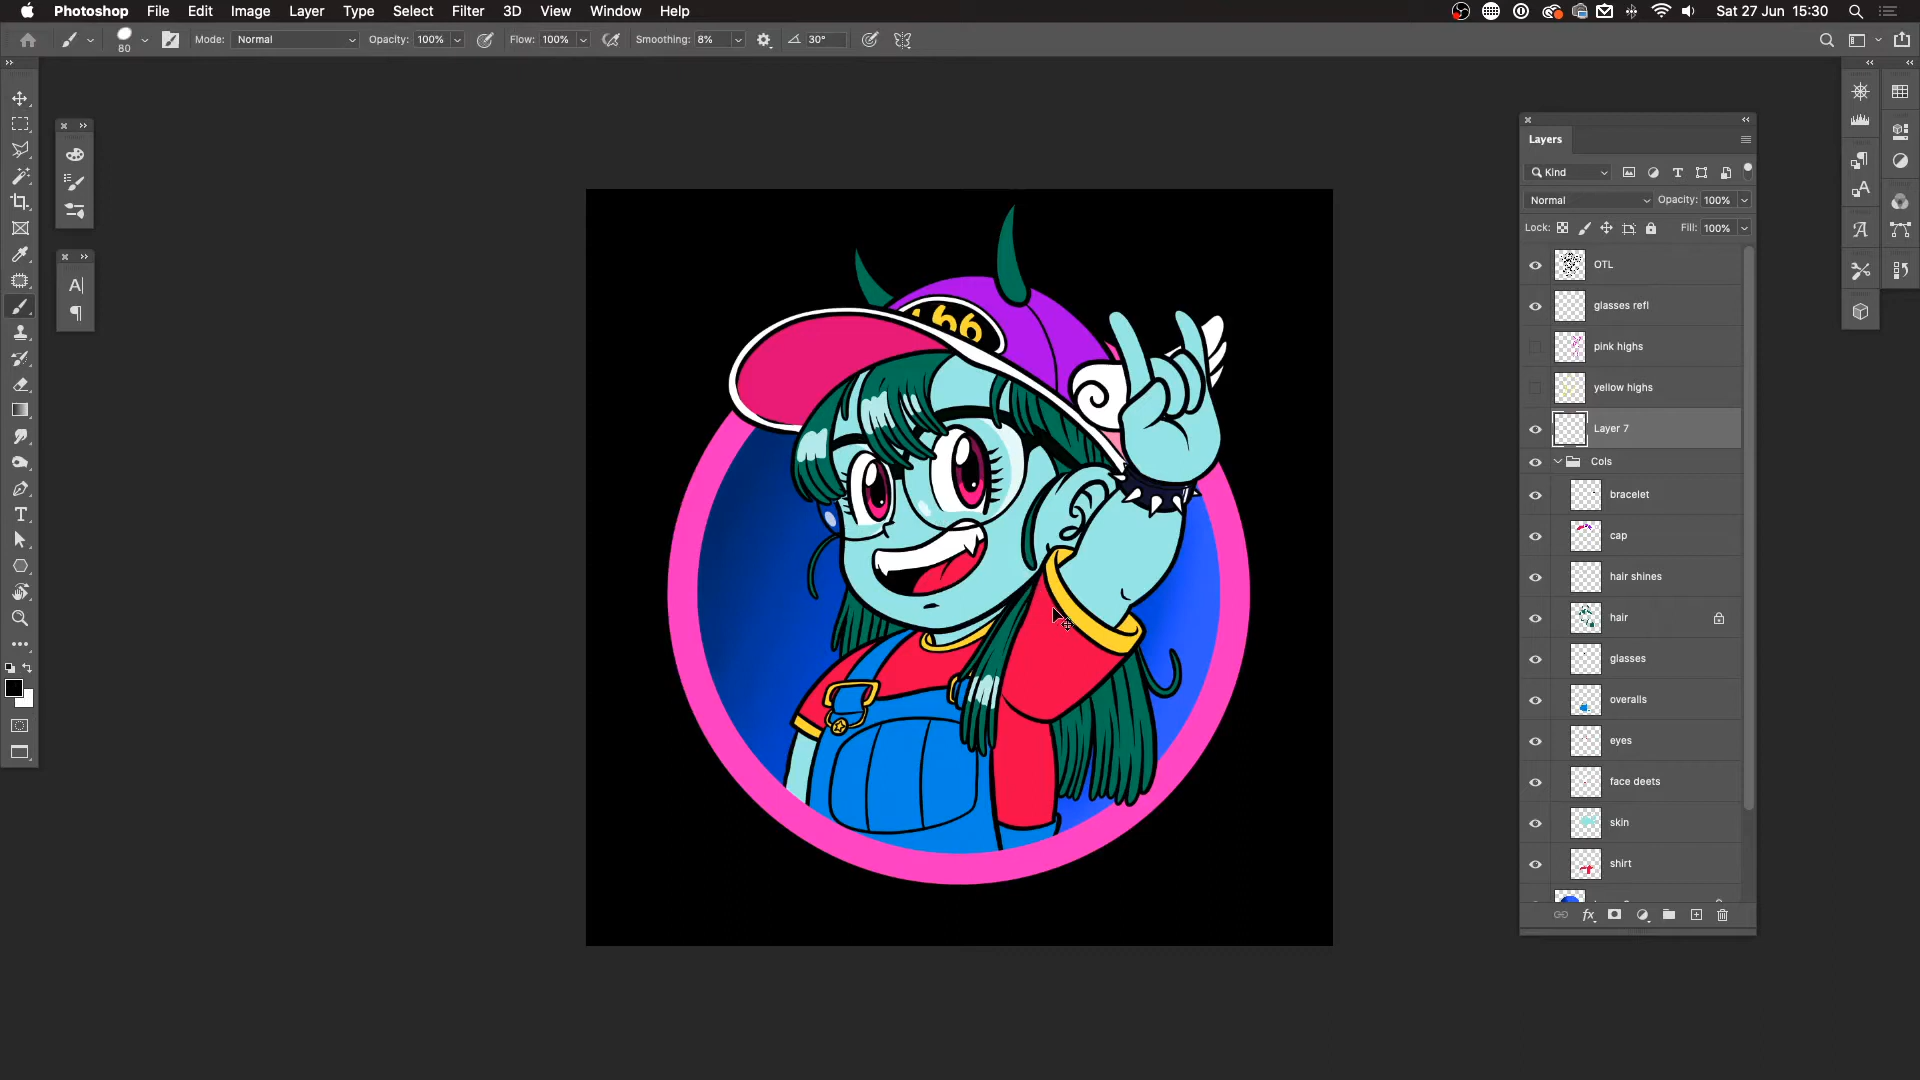 Photoshop File Edit Image Layer Type Select Filter 3D View Window Help Sat 27 Jun 15:30
80 Mode: Normal Opacity: 100% Flow: 100% Smoothing: 8% 30°
Layers
Kind
Normal Opacity: 100%
Lock: Fill: 100%
OTL
glasses refl
pink highs
yellow highs
Layer 7
Cols
bracelet
cap
hair shines
hair
glasses
overalls
eyes
face deets
skin
shirt